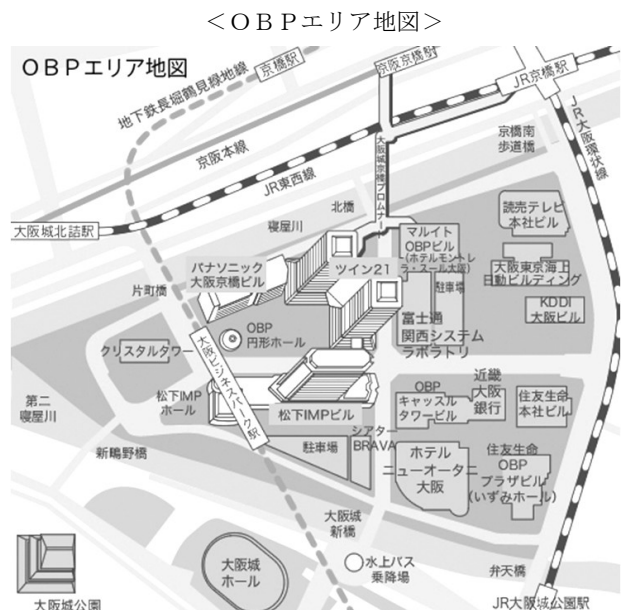 ＜ＯＢＰエリア地図＞
ＯＢＰエリア地図
京橋駅
京阪京橋駅
JR京橋駅
地下鉄長堀鶴見緑地線
京阪本線
JR東西線
大阪城京橋プロムナード
京橋南
歩道橋
JR大阪環状線
北橋
寝屋川
大阪城北詰駅
読売テレビ
本社ビル
マルイト
OBPビル
(ホテルモントレ
ラ・スール大阪)
パナソニック
大阪京橋ビル
ツイン21
大阪東京海上
日動ビルディング
駐車場
片町橋
KDDI
大阪ビル
OBP
円形ホール
富士通
関西システム
ラボラトリ
クリスタルタワー
大阪ビジネスパーク駅
第二
寝屋川
松下IMP
ホール
松下IMPビル
OBP
キャッスル
タワービル
近畿
大阪
銀行
住友生命
本社ビル
シアター
BRAVA
駐車場
新鴫野橋
ホテル
ニューオータニ
大阪
住友生命
OBP
プラザビル
(いずみホール)
大阪城
新橋
大阪城
ホール
水上バス
乗降場
弁天橋
大阪城公園
JR大阪城公園駅